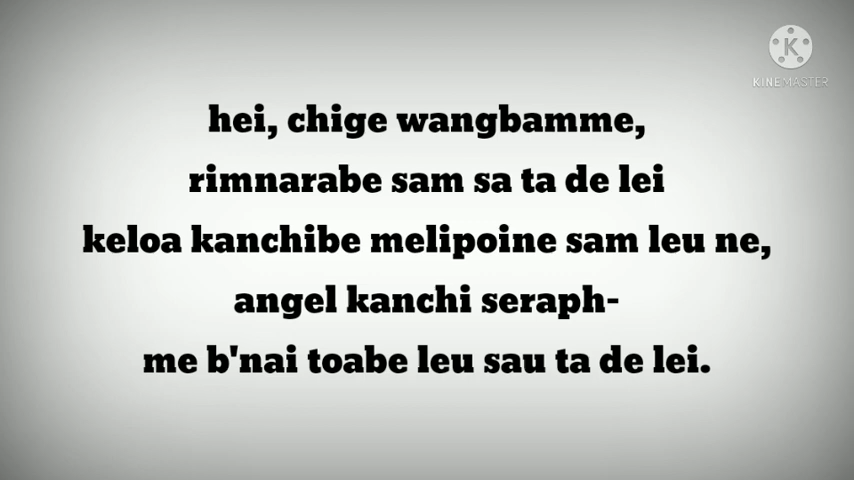 KINEMASTER
hei, chige wangbamme,
rimnarabe sam sa ta de lei
keloa kanchibe melipoine sam leu ne,
angel kanchi seraph-
me b'nai toabe leu sau ta de lei.